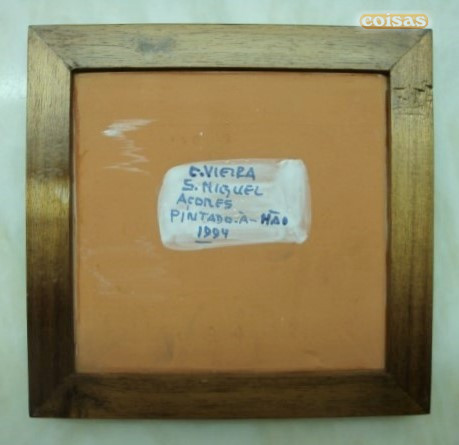 coisas
C. VIEIRA
S. MIGUEL
AÇORES
PINTADO-À-MÃO
1994